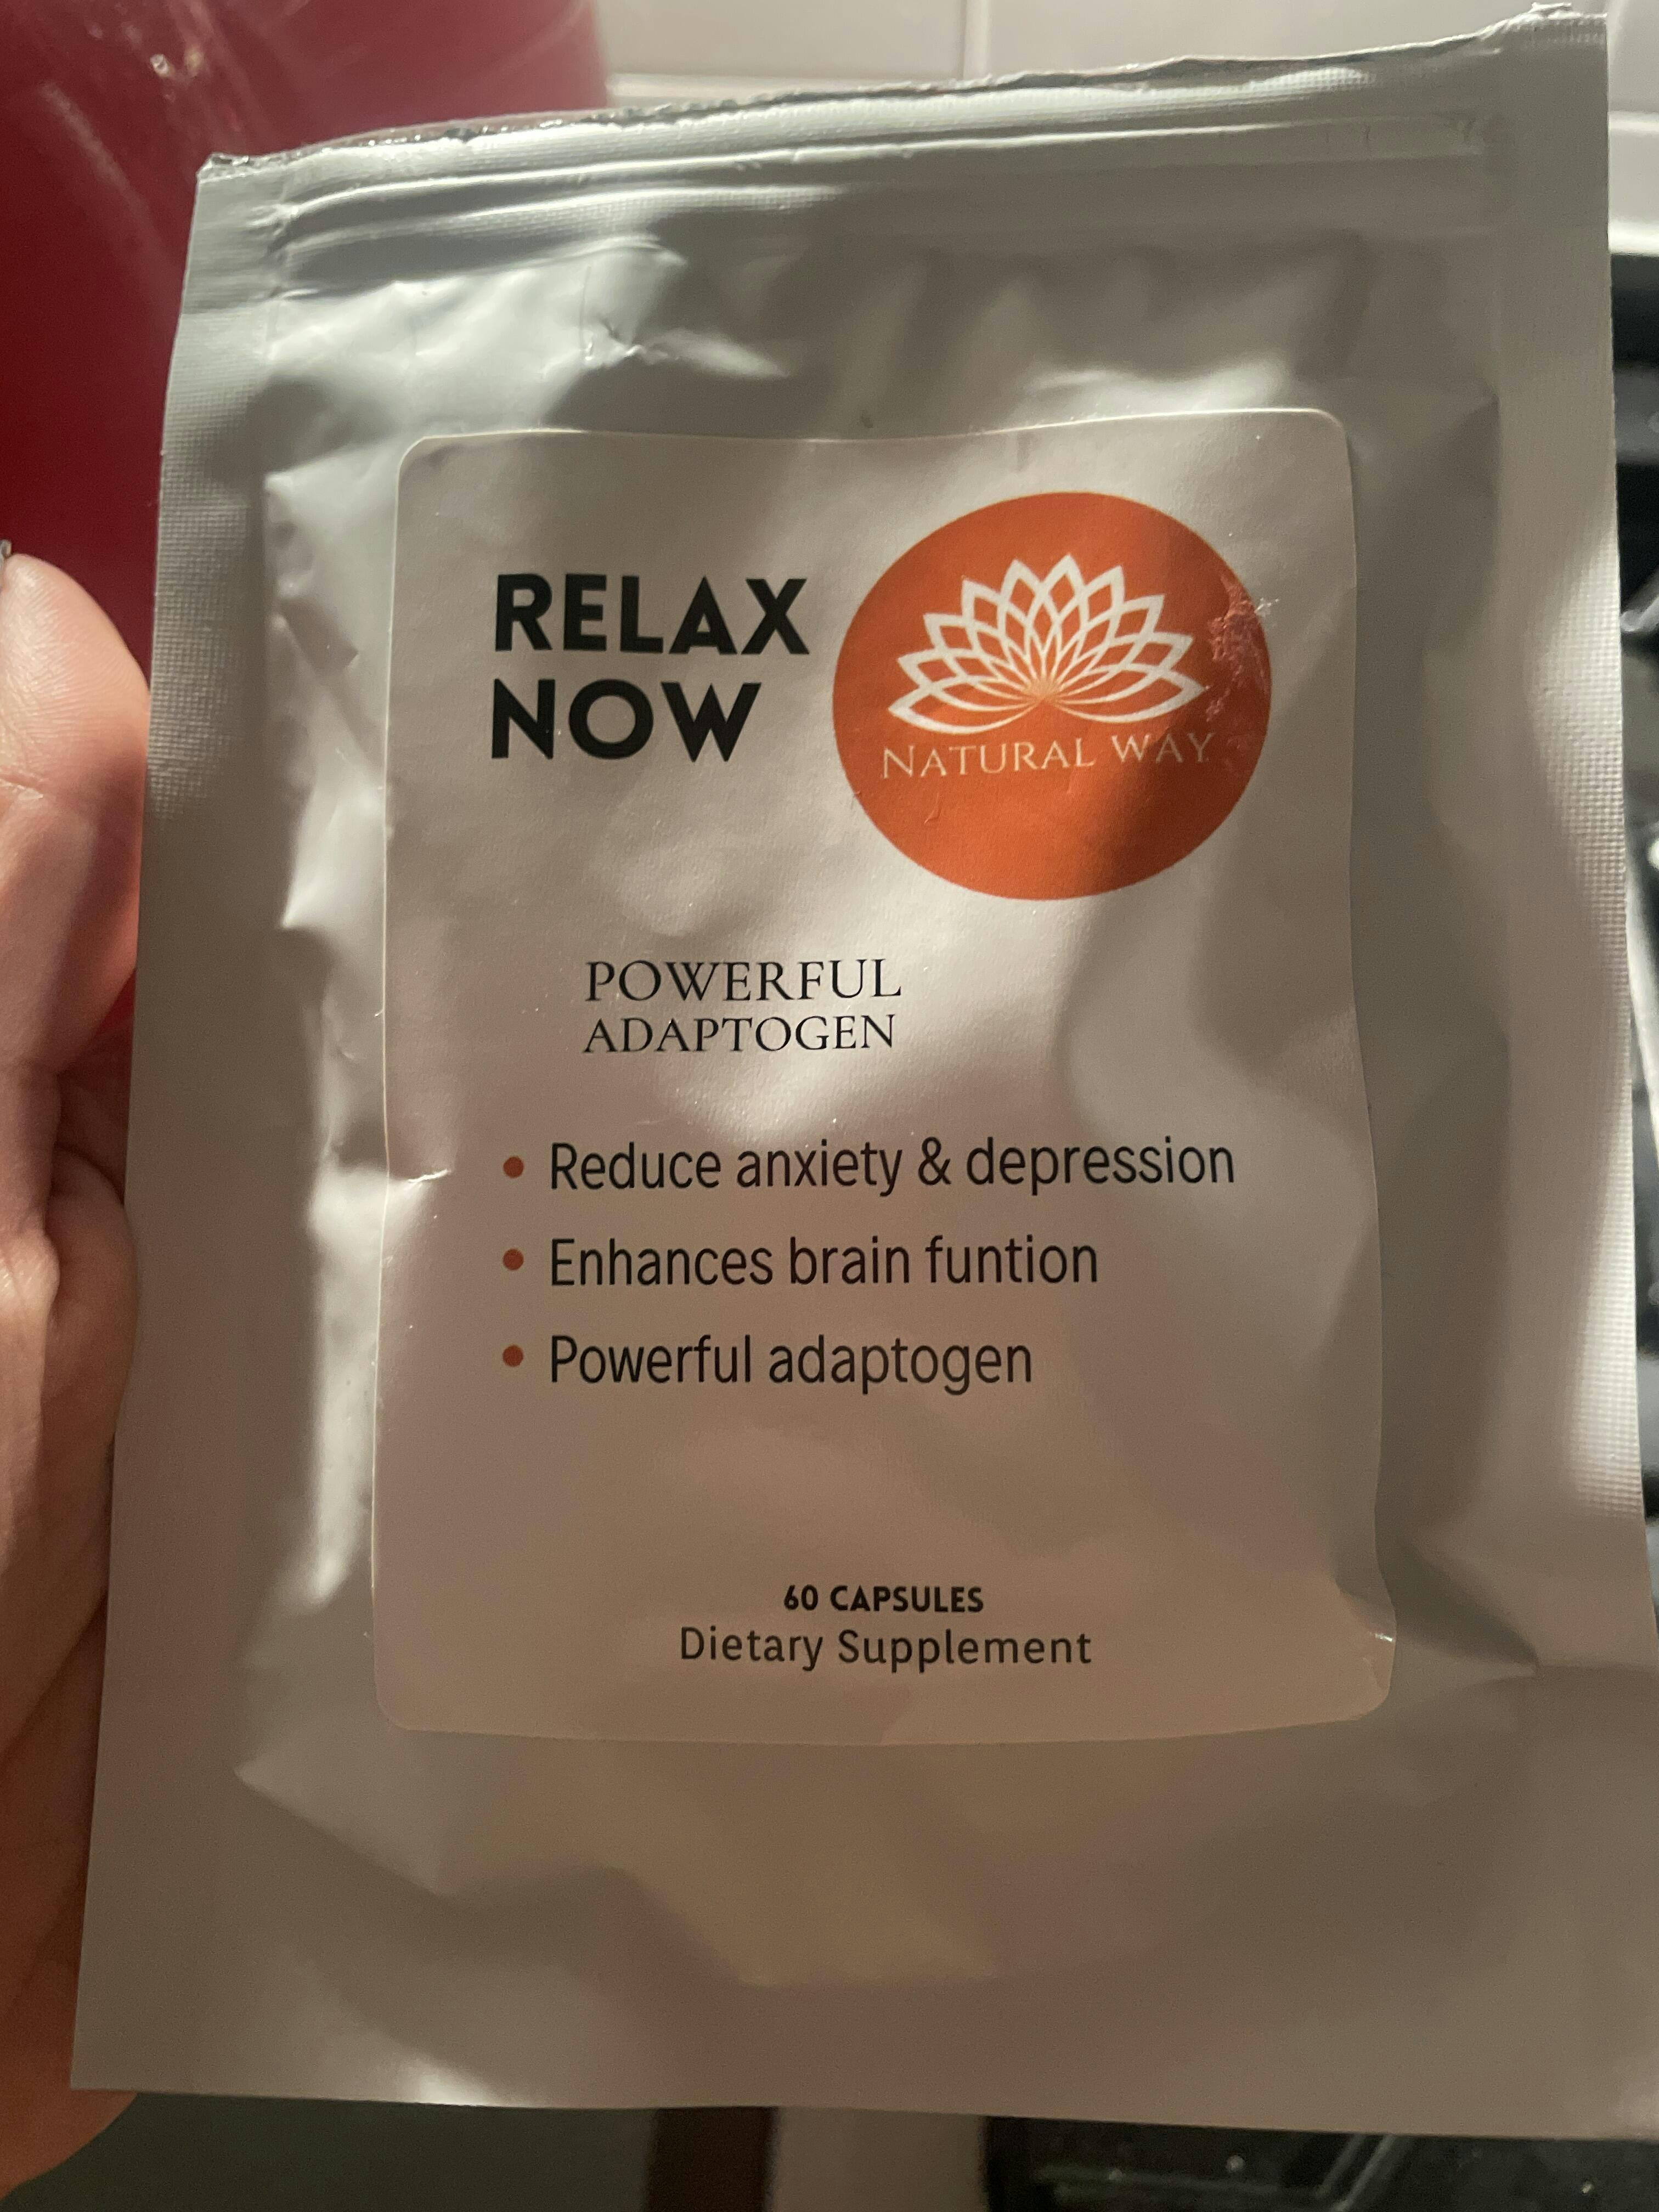 RELAX
NOW
NATURAL WAY
POWERFUL
ADAPTOGEN
• Reduce anxiety & depression
• Enhances brain funtion
• Powerful adaptogen
60 CAPSULES
Dietary Supplement